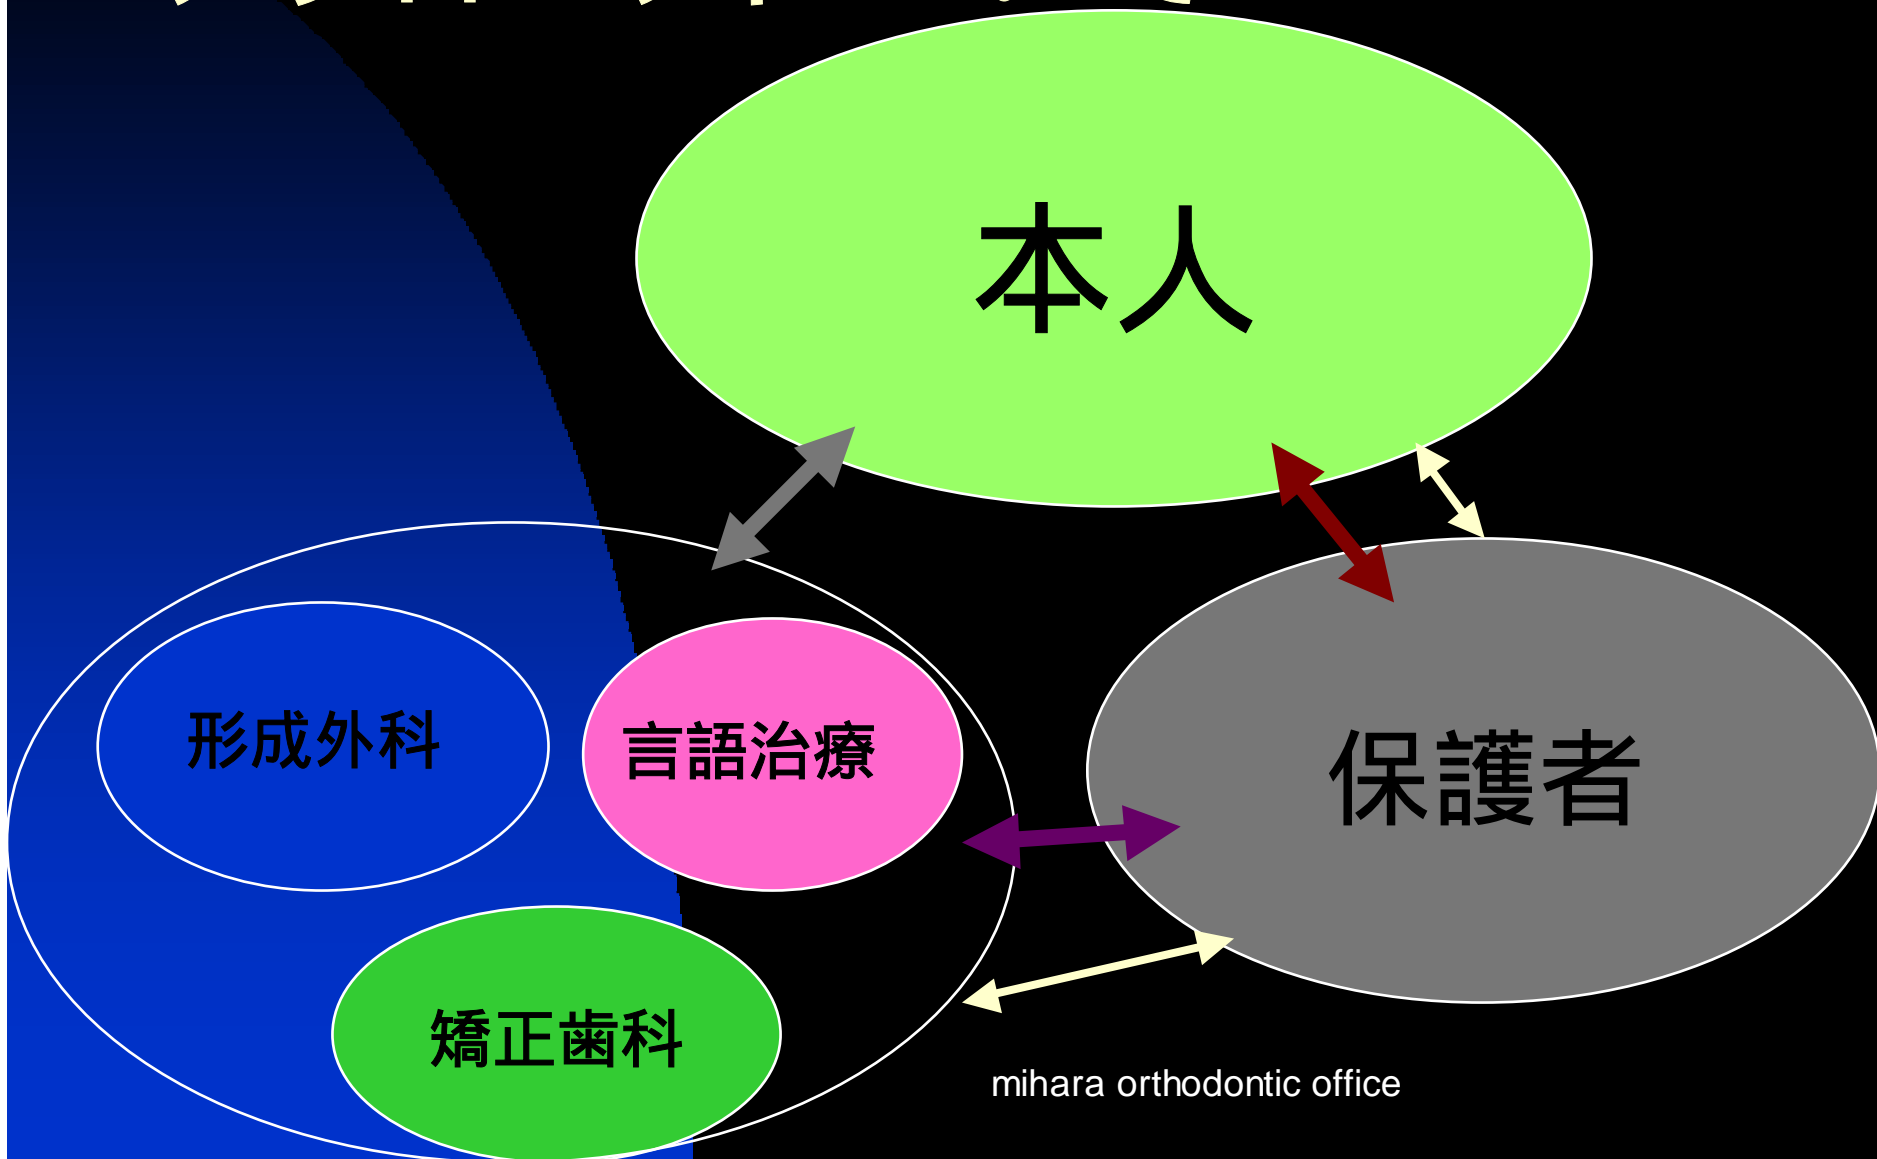 本人
形成外科
言語治療
保護者
矯正歯科
mihara orthodontic office